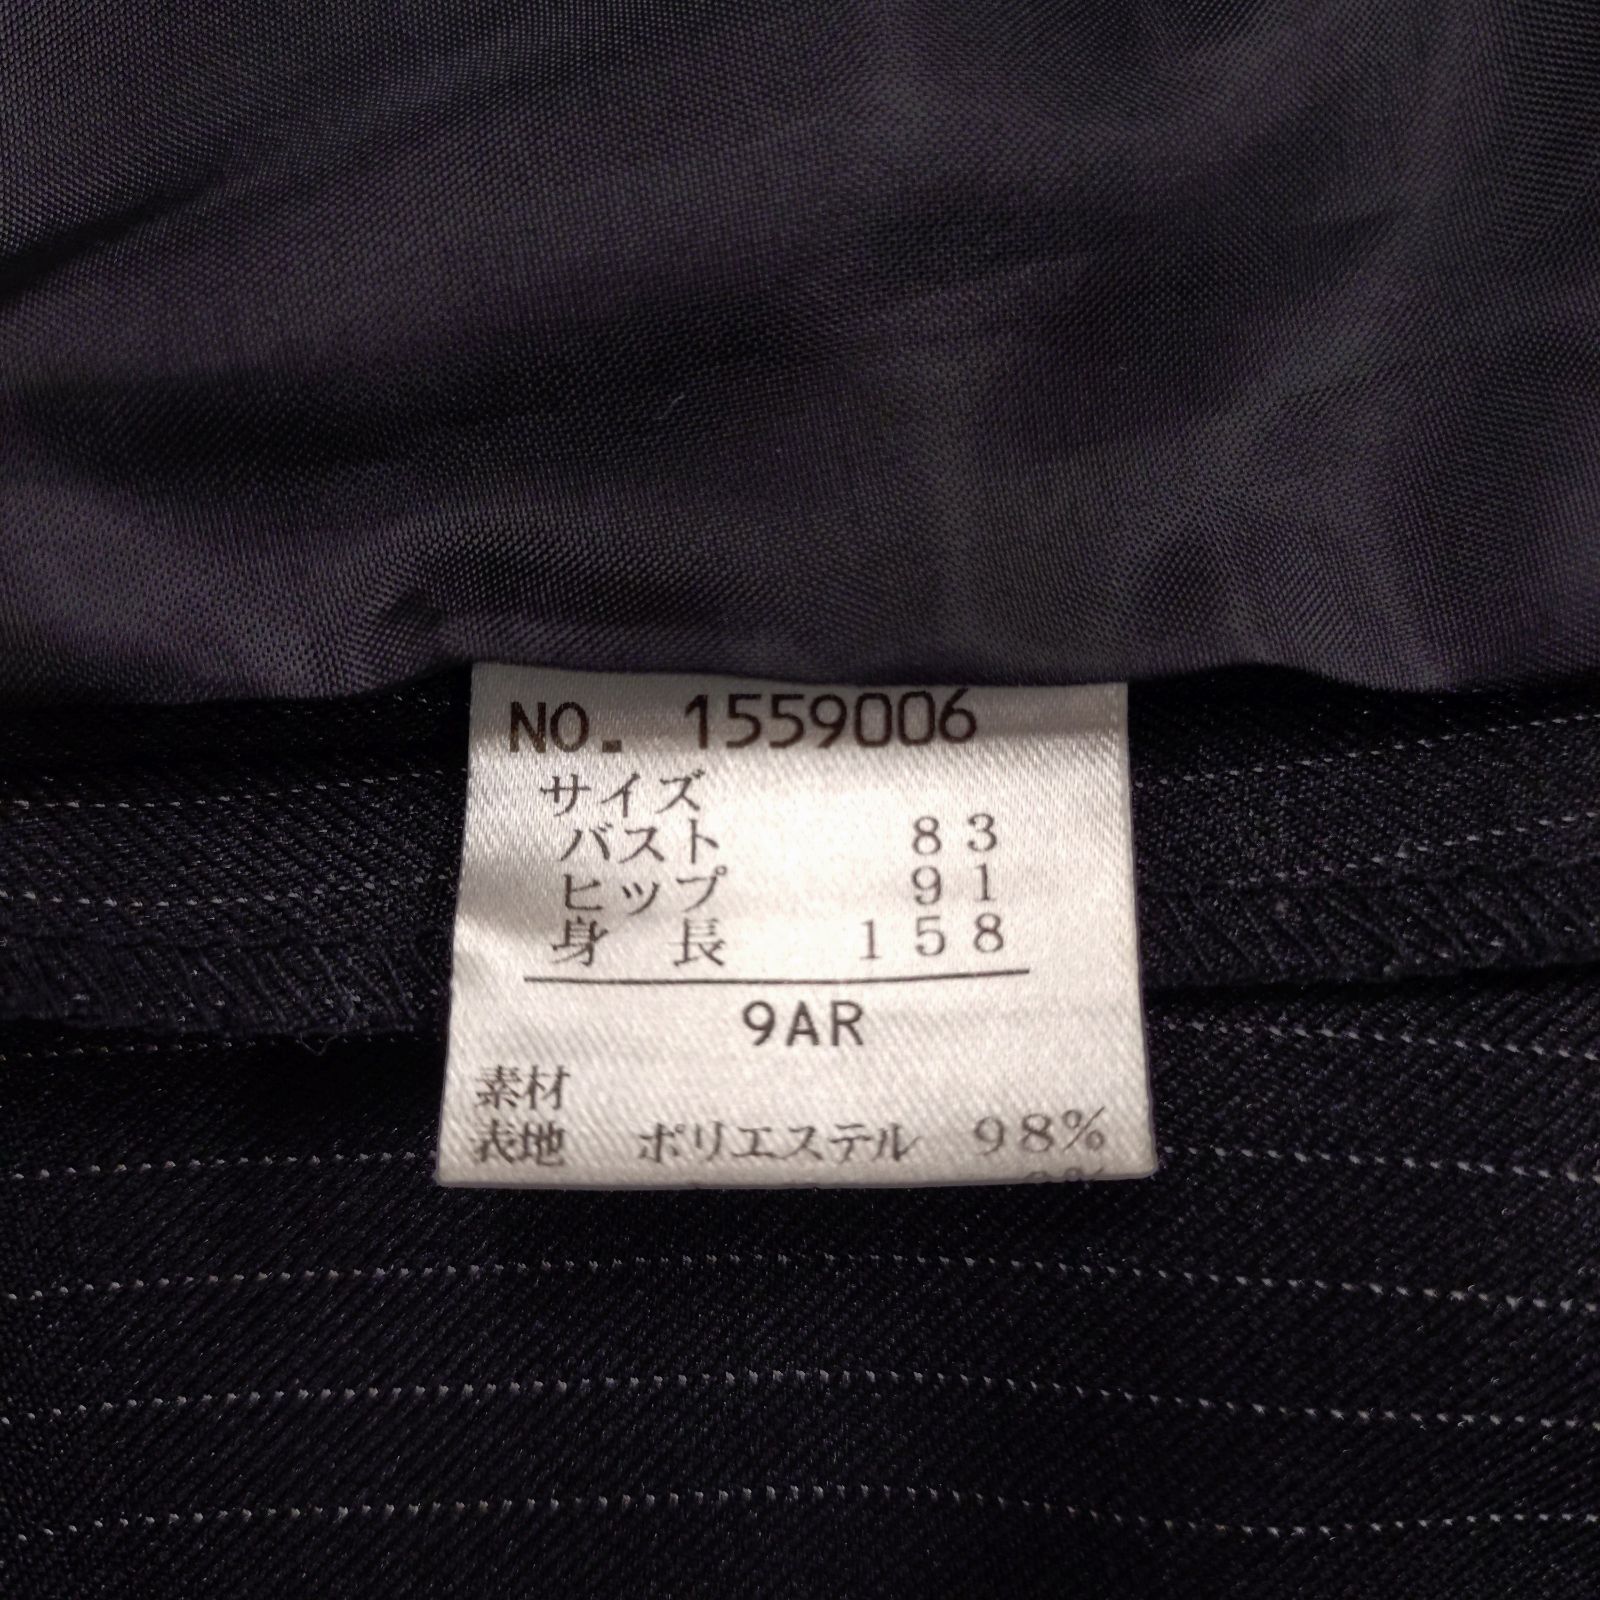 NO. 1559006
サイズ
バスト 83
ヒップ 91
身長 158
9AR
素材
表地 ポリエステル 98%